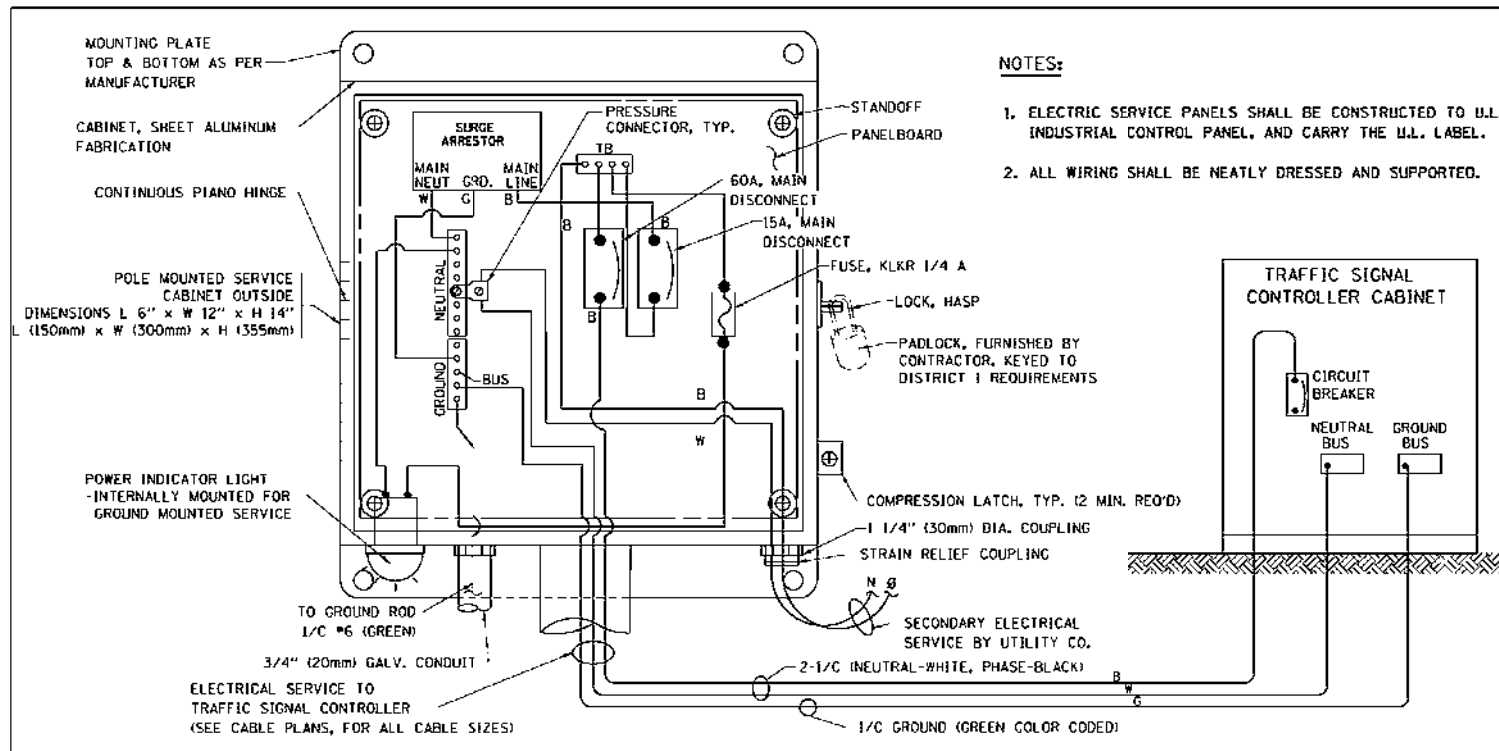 MOUNTING PLATE
TOP & BOTTOM AS PER
MANUFACTURER
CABINET, SHEET ALUMINUM
FABRICATION
CONTINUOUS PIANO HINGE
POLE MOUNTED SERVICE
CABINET OUTSIDE
DIMENSIONS L 6" x W 12" x H 14"
L (150mm) x W (300mm) x H (355mm)
POWER INDICATOR LIGHT
-INTERNALLY MOUNTED FOR
GROUND MOUNTED SERVICE
SURGE
ARRESTOR
MAIN
NEUT
GRD.
MAIN
LINE
W
G
B
PRESSURE
CONNECTOR, TYP.
TB
60A, MAIN
DISCONNECT
B
B
15A, MAIN
DISCONNECT
B
NEUTRAL
GROUND
BUS
FUSE, KLKR 1/4 A
B
W
STANDOFF
PANELBOARD
LOCK, HASP
PADLOCK, FURNISHED BY
CONTRACTOR, KEYED TO
DISTRICT 1 REQUIREMENTS
COMPRESSION LATCH, TYP. (2 MIN. REQ'D)
1 1/4" (30mm) DIA. COUPLING
STRAIN RELIEF COUPLING
N Ø
SECONDARY ELECTRICAL
SERVICE BY UTILITY CO.
TO GROUND ROD
1/C #6 (GREEN)
3/4" (20mm) GALV. CONDUIT
ELECTRICAL SERVICE TO
TRAFFIC SIGNAL CONTROLLER
(SEE CABLE PLANS, FOR ALL CABLE SIZES)
2-1/C (NEUTRAL-WHITE, PHASE-BLACK)
B
W
G
1/C GROUND (GREEN COLOR CODED)
NOTES:
1. ELECTRIC SERVICE PANELS SHALL BE CONSTRUCTED TO U.L.
INDUSTRIAL CONTROL PANEL, AND CARRY THE U.L. LABEL.
2. ALL WIRING SHALL BE NEATLY DRESSED AND SUPPORTED.
TRAFFIC SIGNAL
CONTROLLER CABINET
CIRCUIT
BREAKER
NEUTRAL
BUS
GROUND
BUS